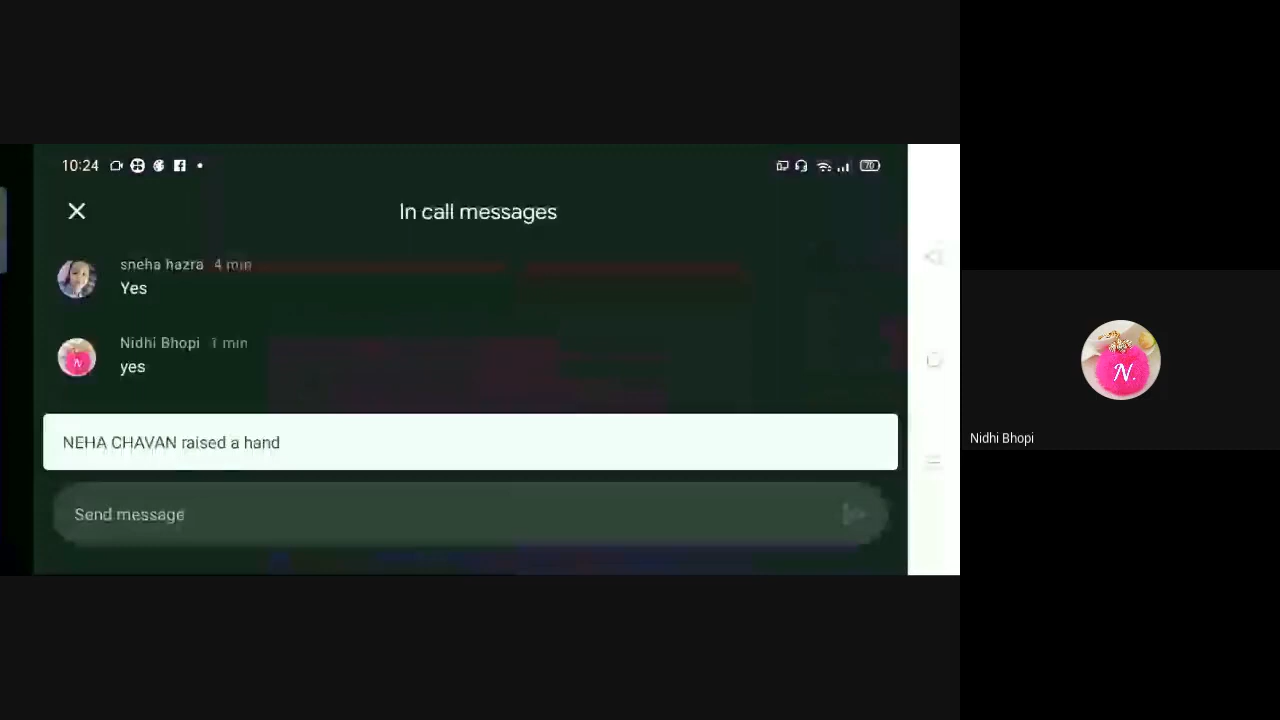 10:24
70
In call messages
sneha hazra 4 min
Yes
Nidhi Bhopi 1 min
yes
NEHA CHAVAN raised a hand
Send message
N.
Nidhi Bhopi